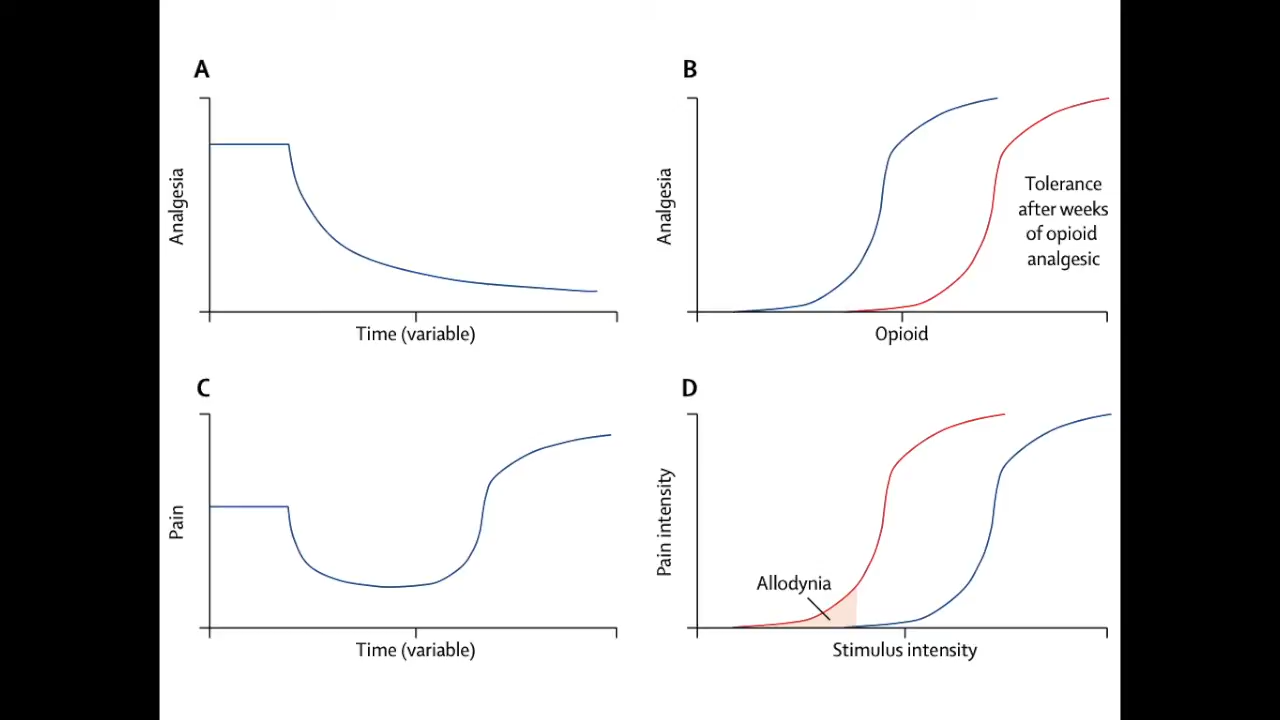 A
Analgesia
Time (variable)
B
Analgesia
Tolerance
after weeks
of opioid
analgesic
Opioid
C
Pain
Time (variable)
D
Pain intensity
Allodynia
Stimulus intensity